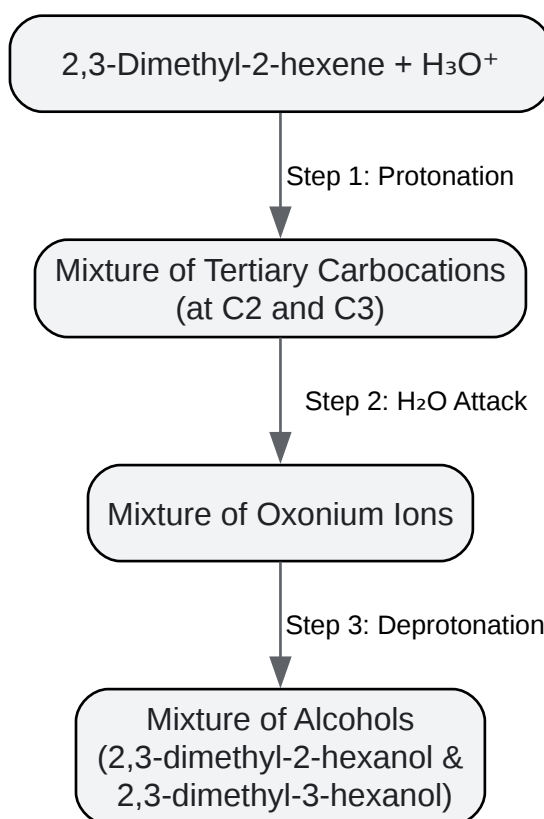 2,3-Dimethyl-2-hexene + H₃O⁺
Step 1: Protonation
Mixture of Tertiary Carbocations
(at C2 and C3)
Step 2: H₂O Attack
Mixture of Oxonium Ions
Step 3: Deprotonation
Mixture of Alcohols
(2,3-dimethyl-2-hexanol &
2,3-dimethyl-3-hexanol)